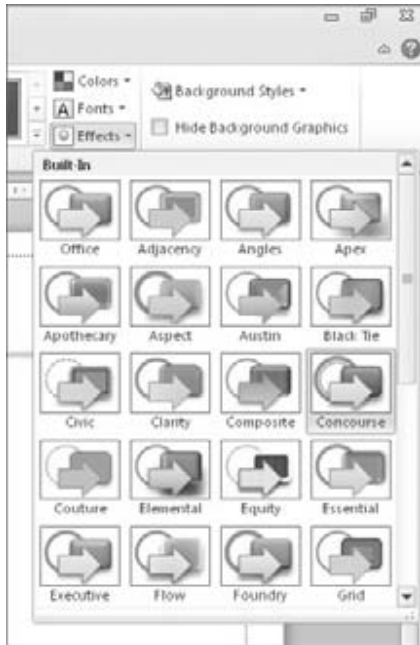 Colors
Background Styles
A Fonts
Hide Background Graphics
Effects
Built-In
Office Adjacency Angles Apex
Apothecary Aspect Austin Black Tie
Civic Clarity Composite Concourse
Couture Elemental Equity Essential
Executive Flow Foundry Grid